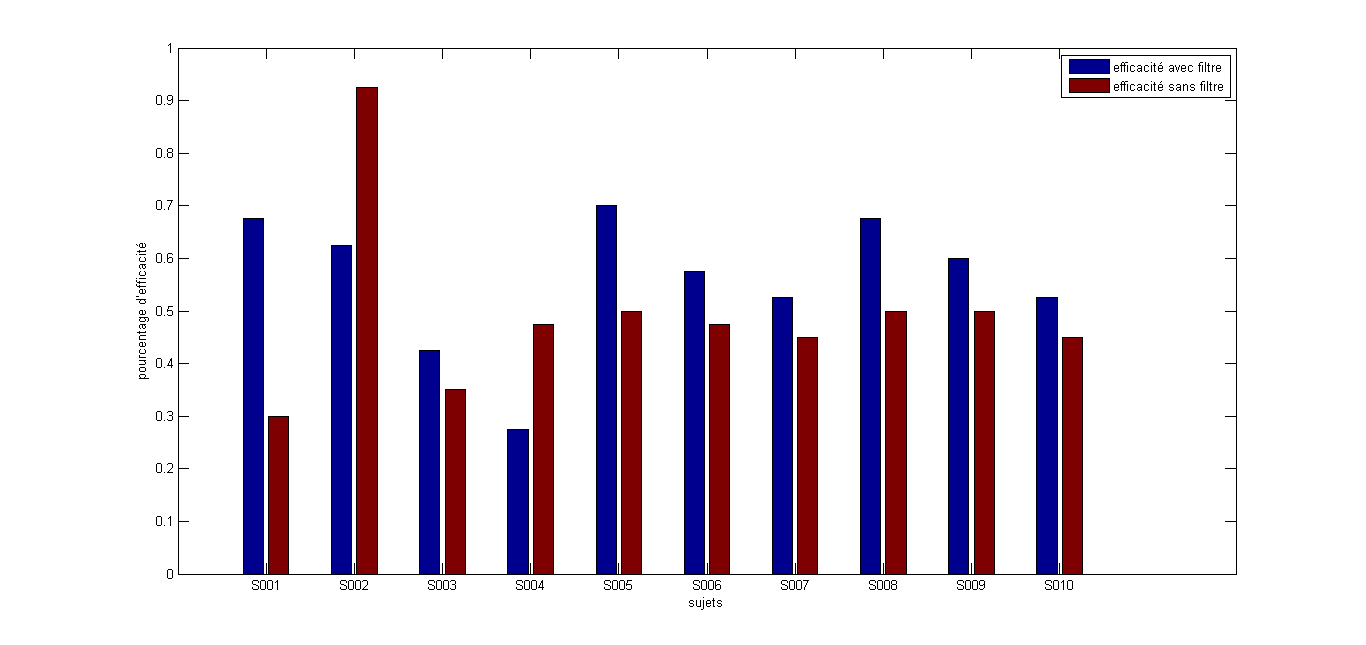 1
0.9
0.8
0.7
0.6
0.5
0.4
0.3
0.2
0.1
0
pourcentage d'efficacité
efficacité avec filtre
efficacité sans filtre
S001 S002 S003 S004 S005 S006 S007 S008 S009 S010
sujets